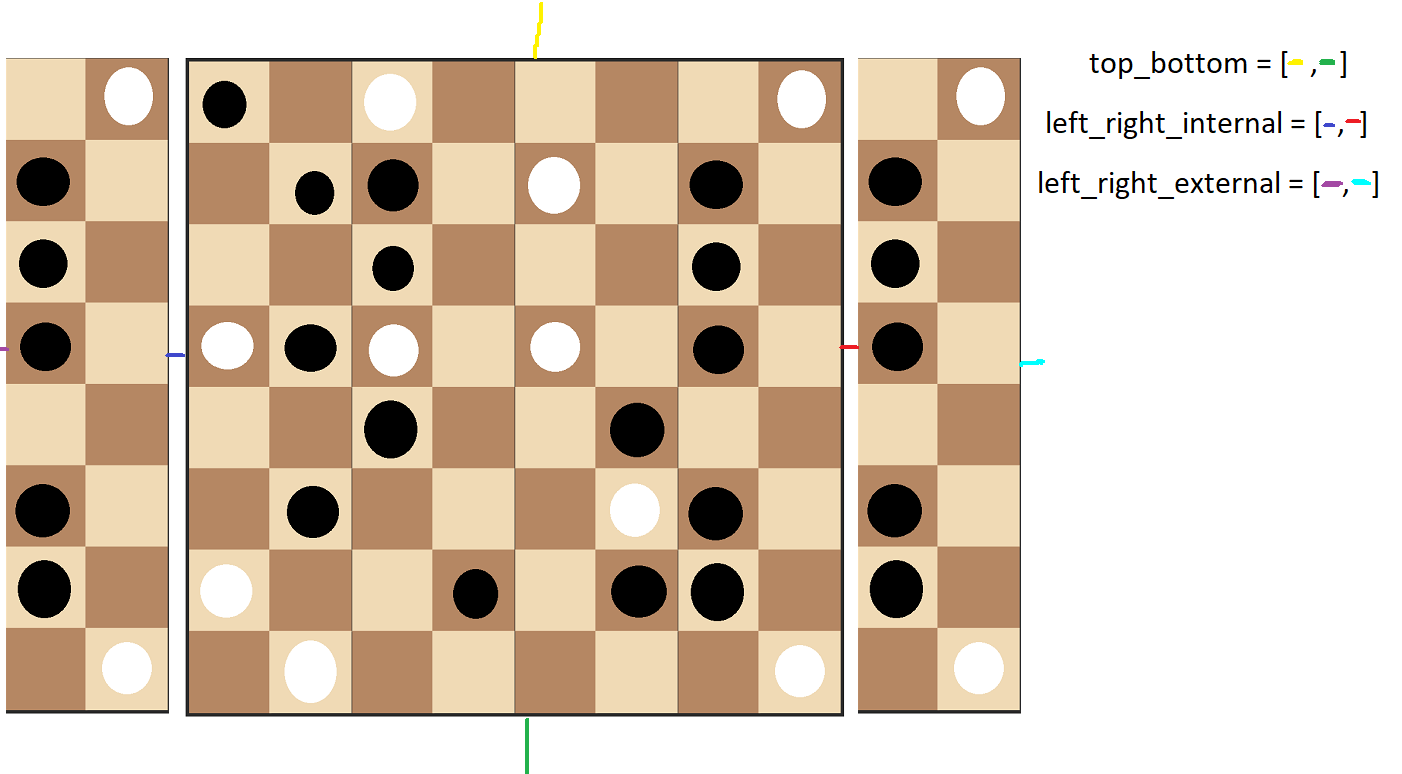 top_bottom = [ , ]
left_right_internal = [ , ]
left_right_external = [ , ]